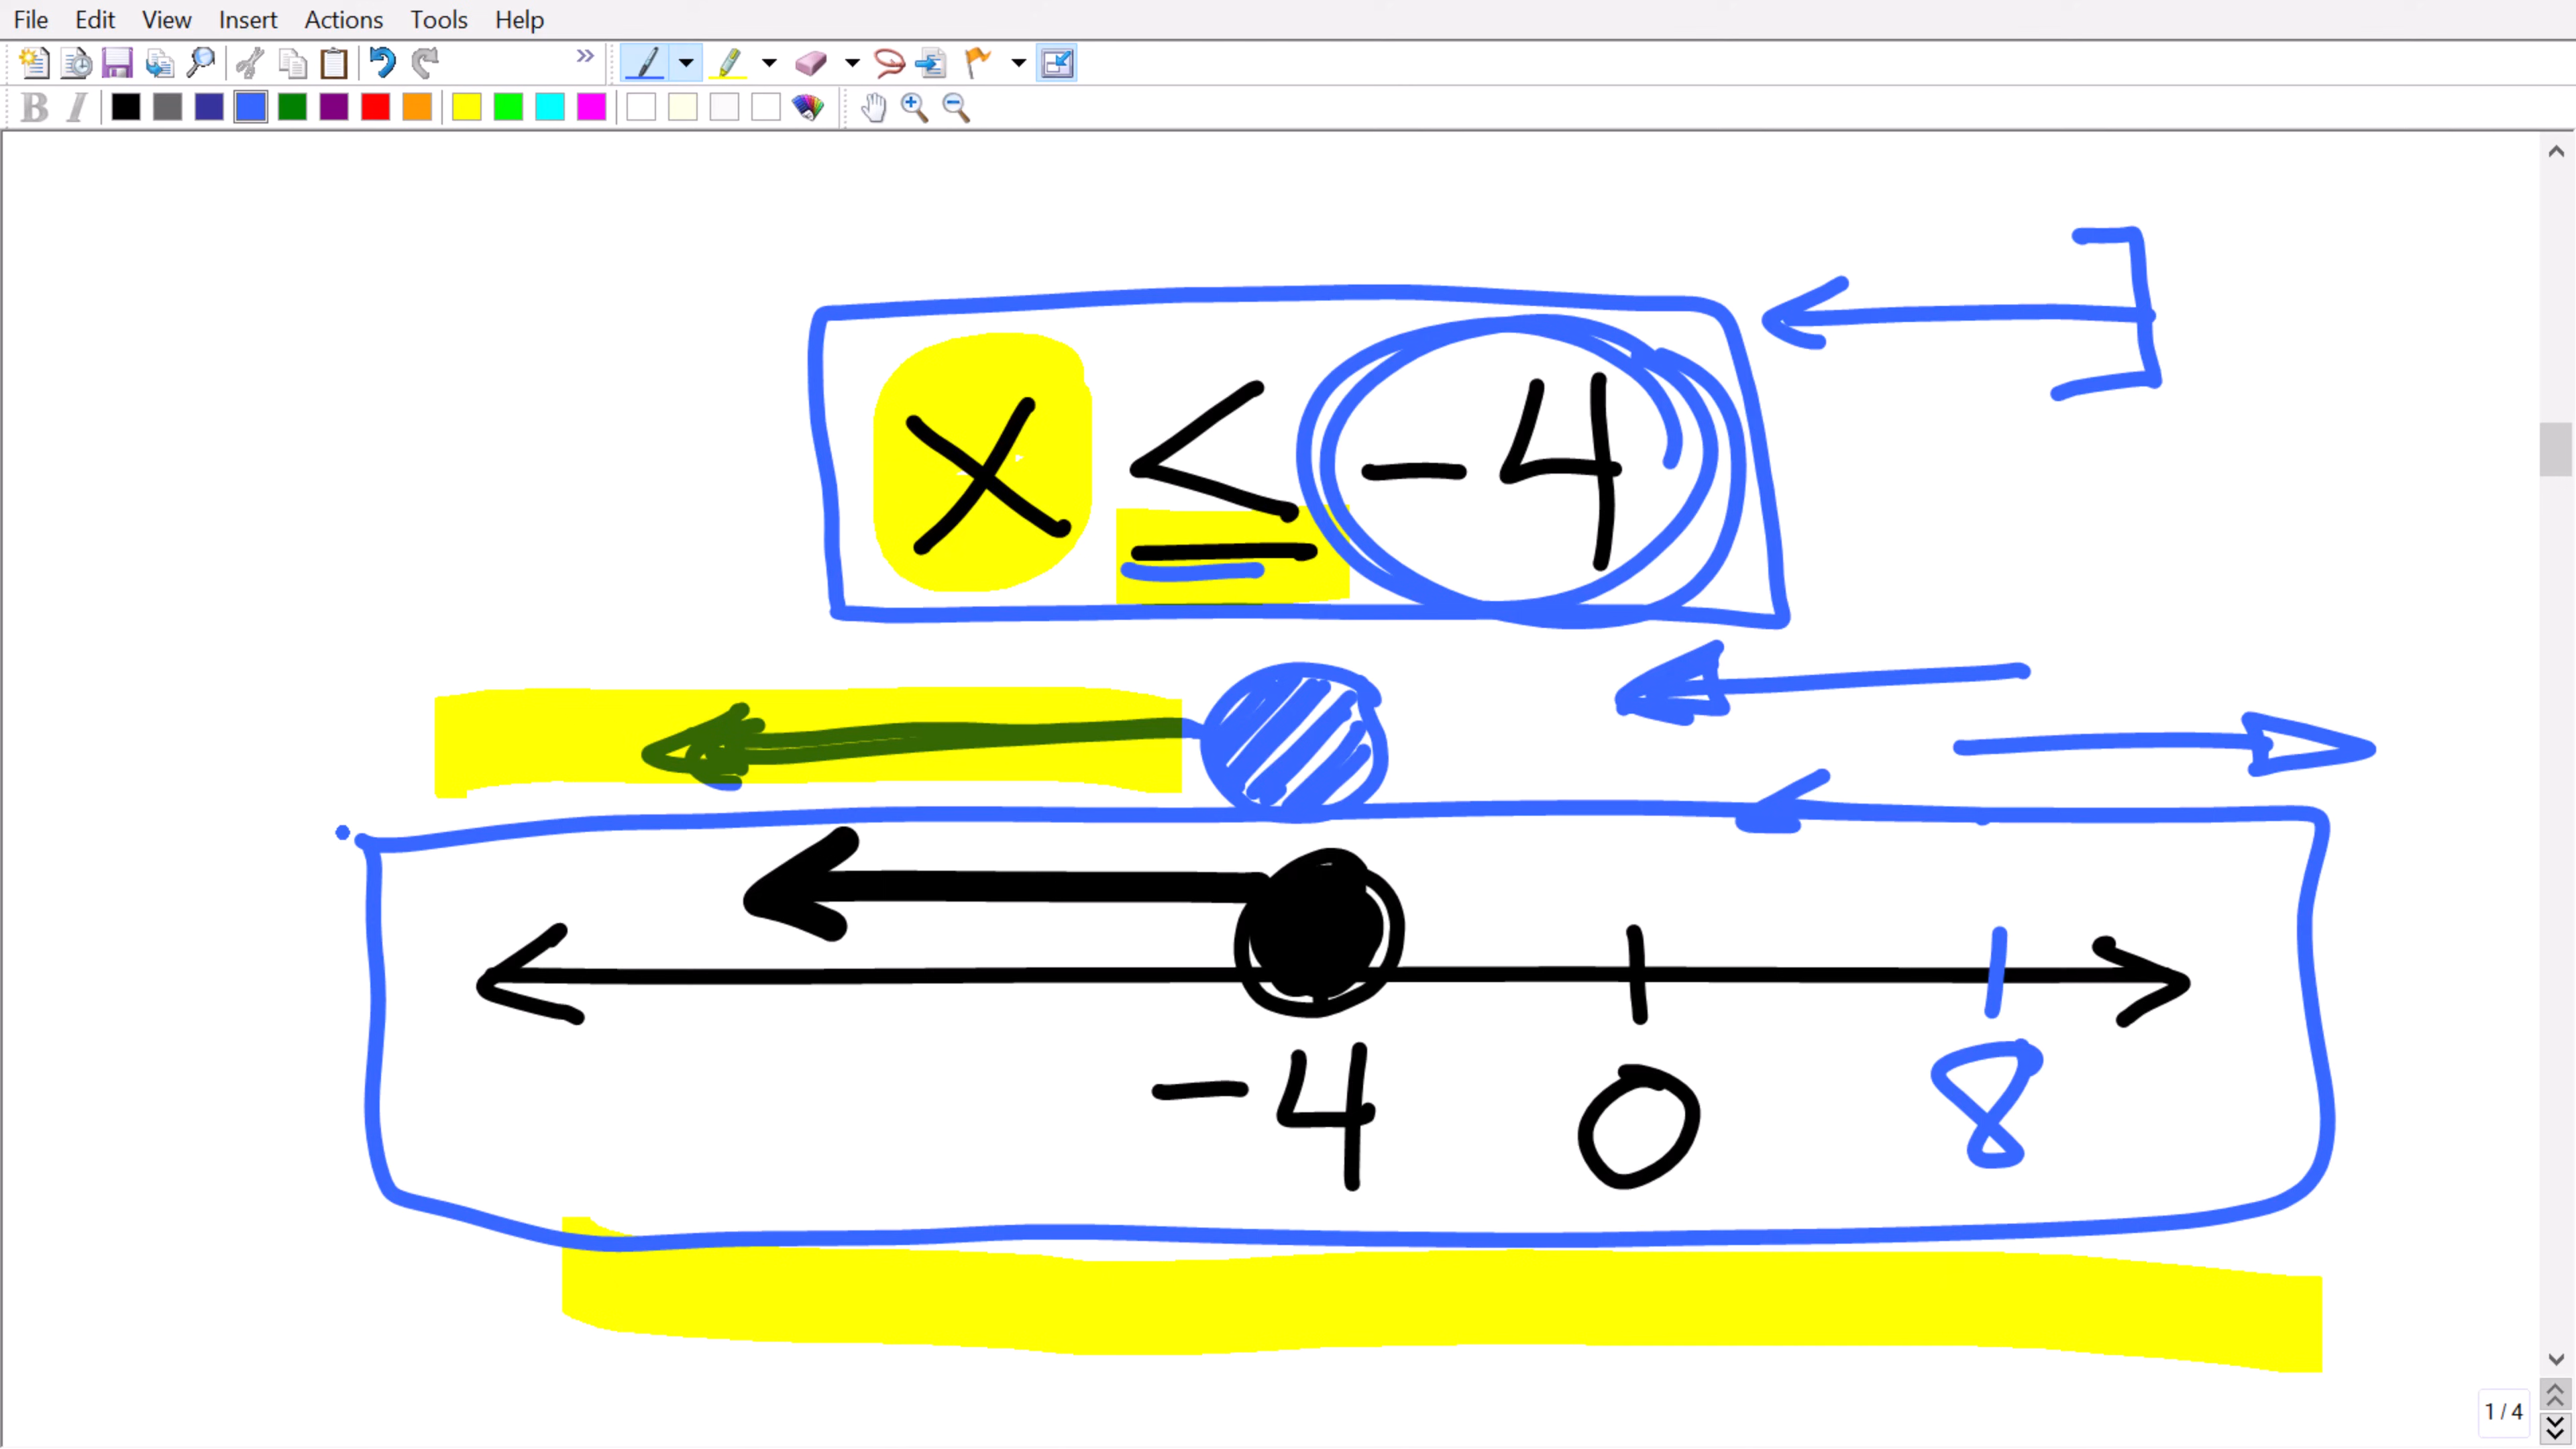 File Edit View Insert Actions Tools Help
B I
]
x ≤ -4
-4 0 8
1 / 4